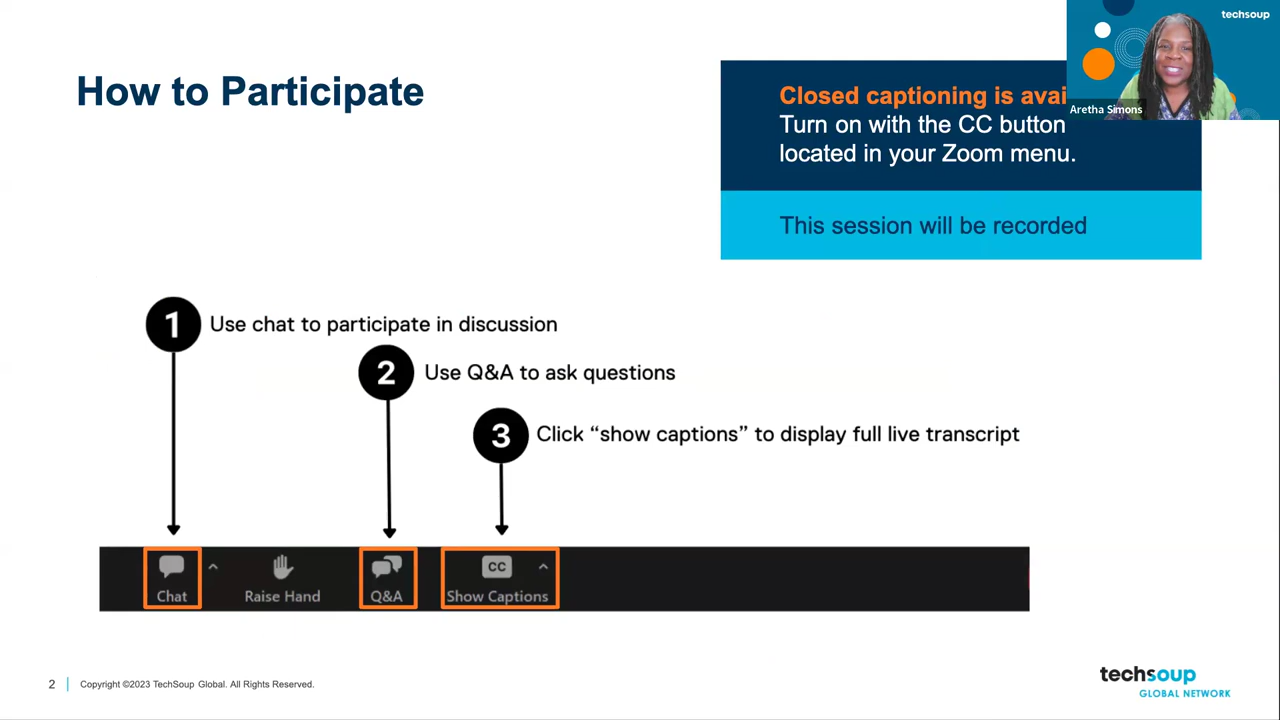 techsoup
How to Participate
Closed captioning is
Aretha Simons
Turn on with the CC button
located in your Zoom menu.
This session will be recorded
1 Use chat to participate in discussion
2 Use Q&A to ask questions
3 Click “show captions” to display full live transcript
CC
Chat Raise Hand Q&A Show Captions
2 Copyright ©2023 TechSoup Global. All Rights Reserved.
techsoup
GLOBAL NETWORK